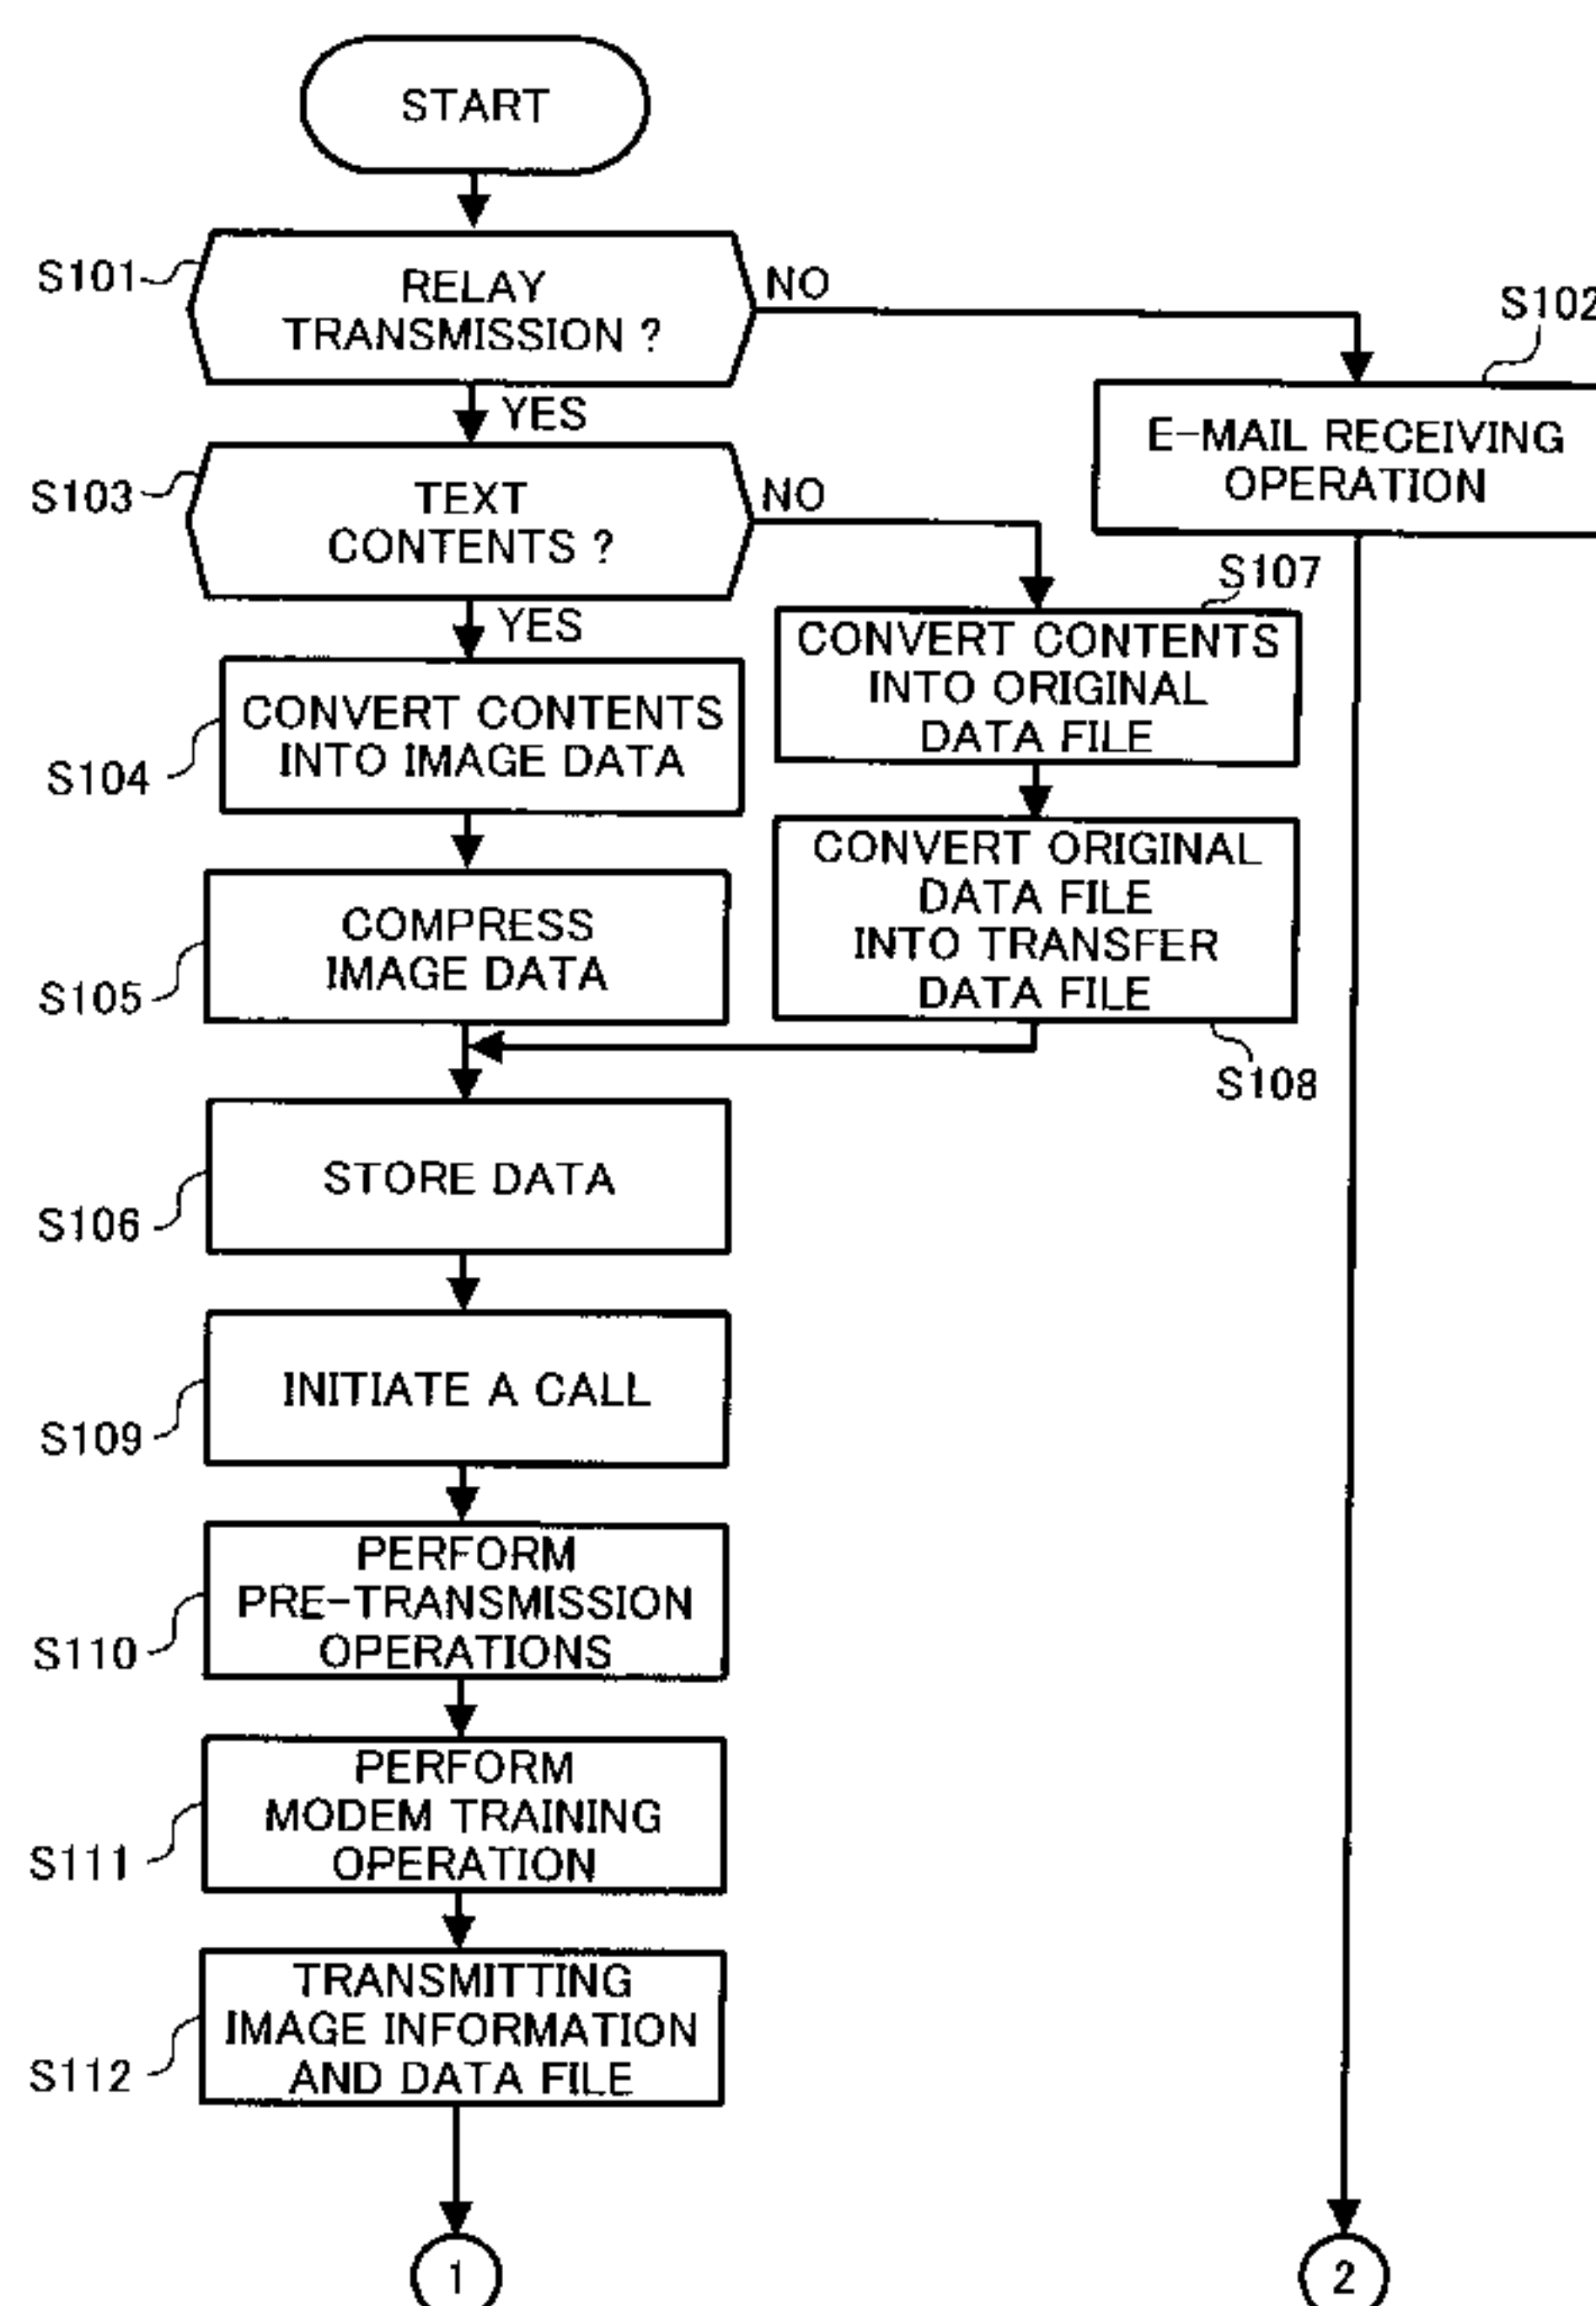 START
S101
RELAY
TRANSMISSION ?
NO
S102
YES
E-MAIL RECEIVING
OPERATION
S103
TEXT
CONTENTS ?
NO
S107
YES
CONVERT CONTENTS
INTO ORIGINAL
DATA FILE
S104
CONVERT CONTENTS
INTO IMAGE DATA
CONVERT ORIGINAL
DATA FILE
INTO TRANSFER
DATA FILE
S105
COMPRESS
IMAGE DATA
S108
S106
STORE DATA
S109
INITIATE A CALL
S110
PERFORM
PRE-TRANSMISSION
OPERATIONS
S111
PERFORM
MODEM TRAINING
OPERATION
S112
TRANSMITTING
IMAGE INFORMATION
AND DATA FILE
1
2